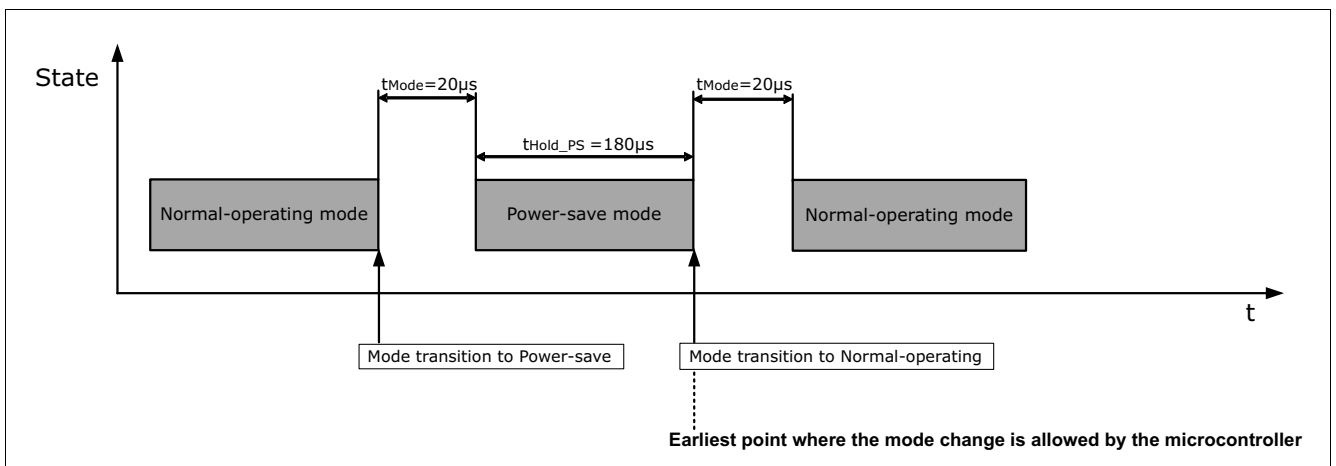 State
tMode=20µs
tMode=20µs
tHold_PS =180µs
Normal-operating mode
Power-save mode
Normal-operating mode
t
Mode transition to Power-save
Mode transition to Normal-operating
Earliest point where the mode change is allowed by the microcontroller